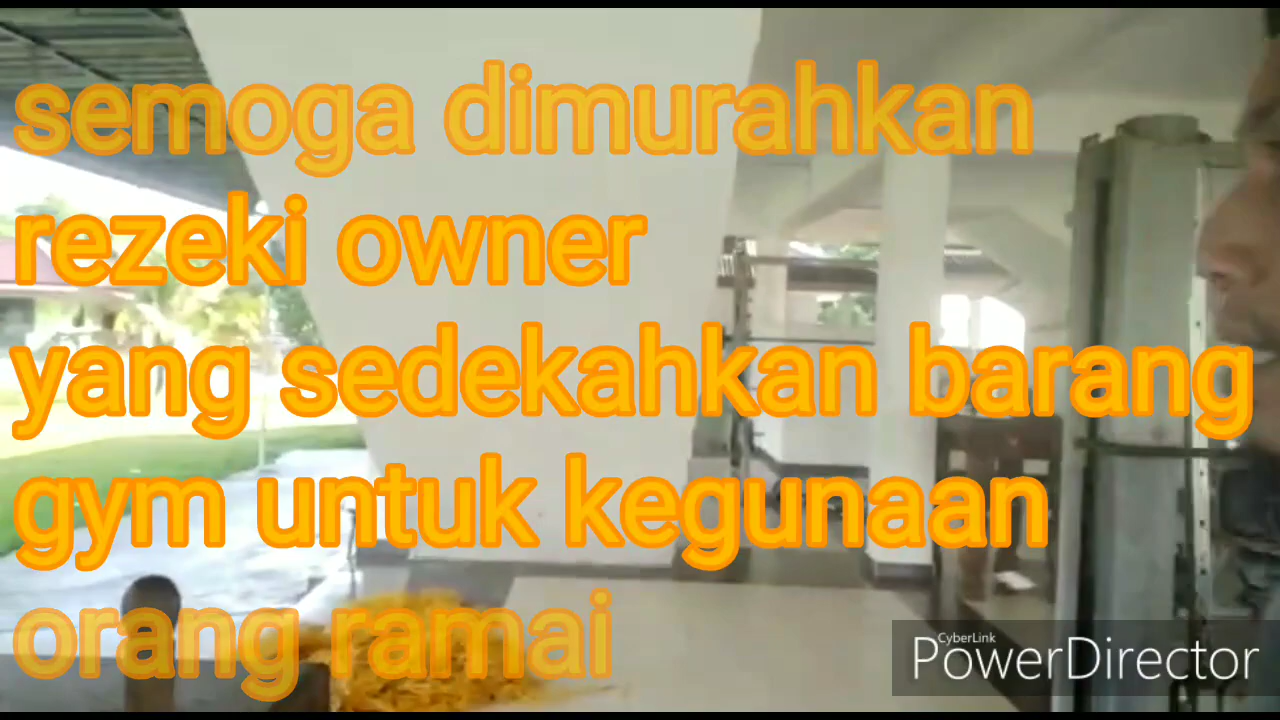 semoga dimurahkan
rezeki owner
yang sedekahkan barang
gym untuk kegunaan
orang ramai
CyberLink
PowerDirector